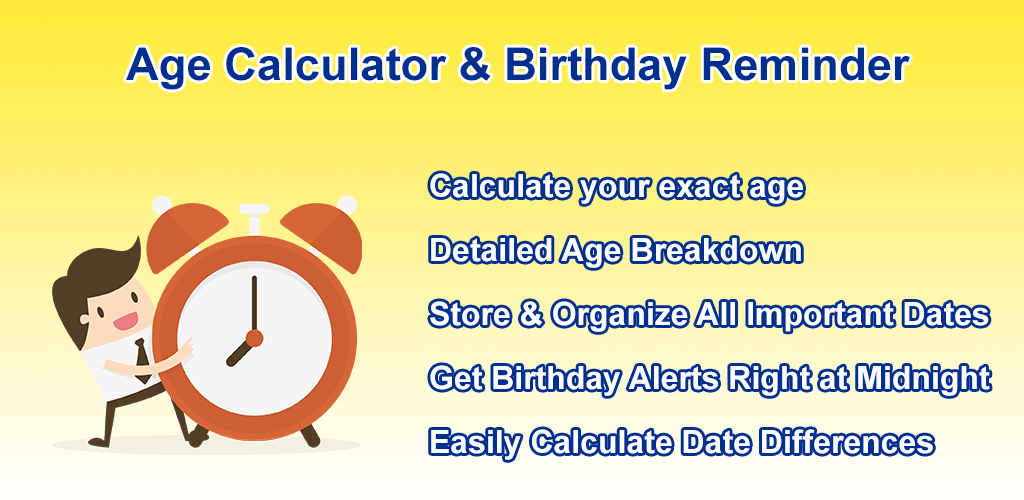 Age Calculator & Birthday Reminder
Calculate your exact age
Detailed Age Breakdown
Store & Organize All Important Dates
Get Birthday Alerts Right at Midnight
Easily Calculate Date Differences